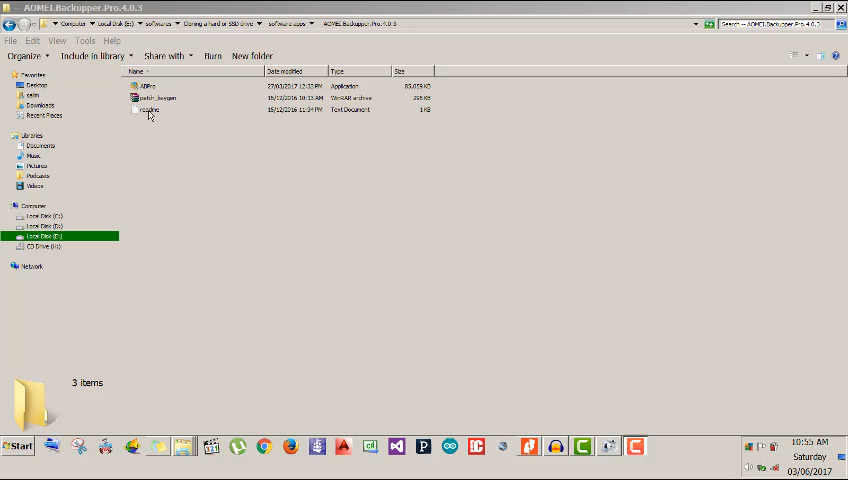 AOMEI.Backupper.Pro.4.0.3
Computer Local Disk (E:) softwares Cloning a hard or SSD drive software apps AOMEI.Backupper.Pro.4.0.3 Search -- AOMEI.Backupper.Pro.4.0.3
File Edit View Tools Help
Organize Include in library Share with Burn New folder
Name Date modified Type Size
Favorites
Desktop
salim
Downloads
Recent Places
Libraries
Documents
Music
Pictures
Podcasts
Videos
Computer
Local Disk (C:)
Local Disk (D:)
Local Disk (E:)
CD Drive (H:)
Network
ABPro 27/03/2017 12:33 PM Application 85,059 KB
patch_keygen 15/12/2016 10:13 AM WinRAR archive 295 KB
readme 15/12/2016 11:34 PM Text Document 1 KB
3 items
Start
321
P
10:55 AM
Saturday
03/06/2017